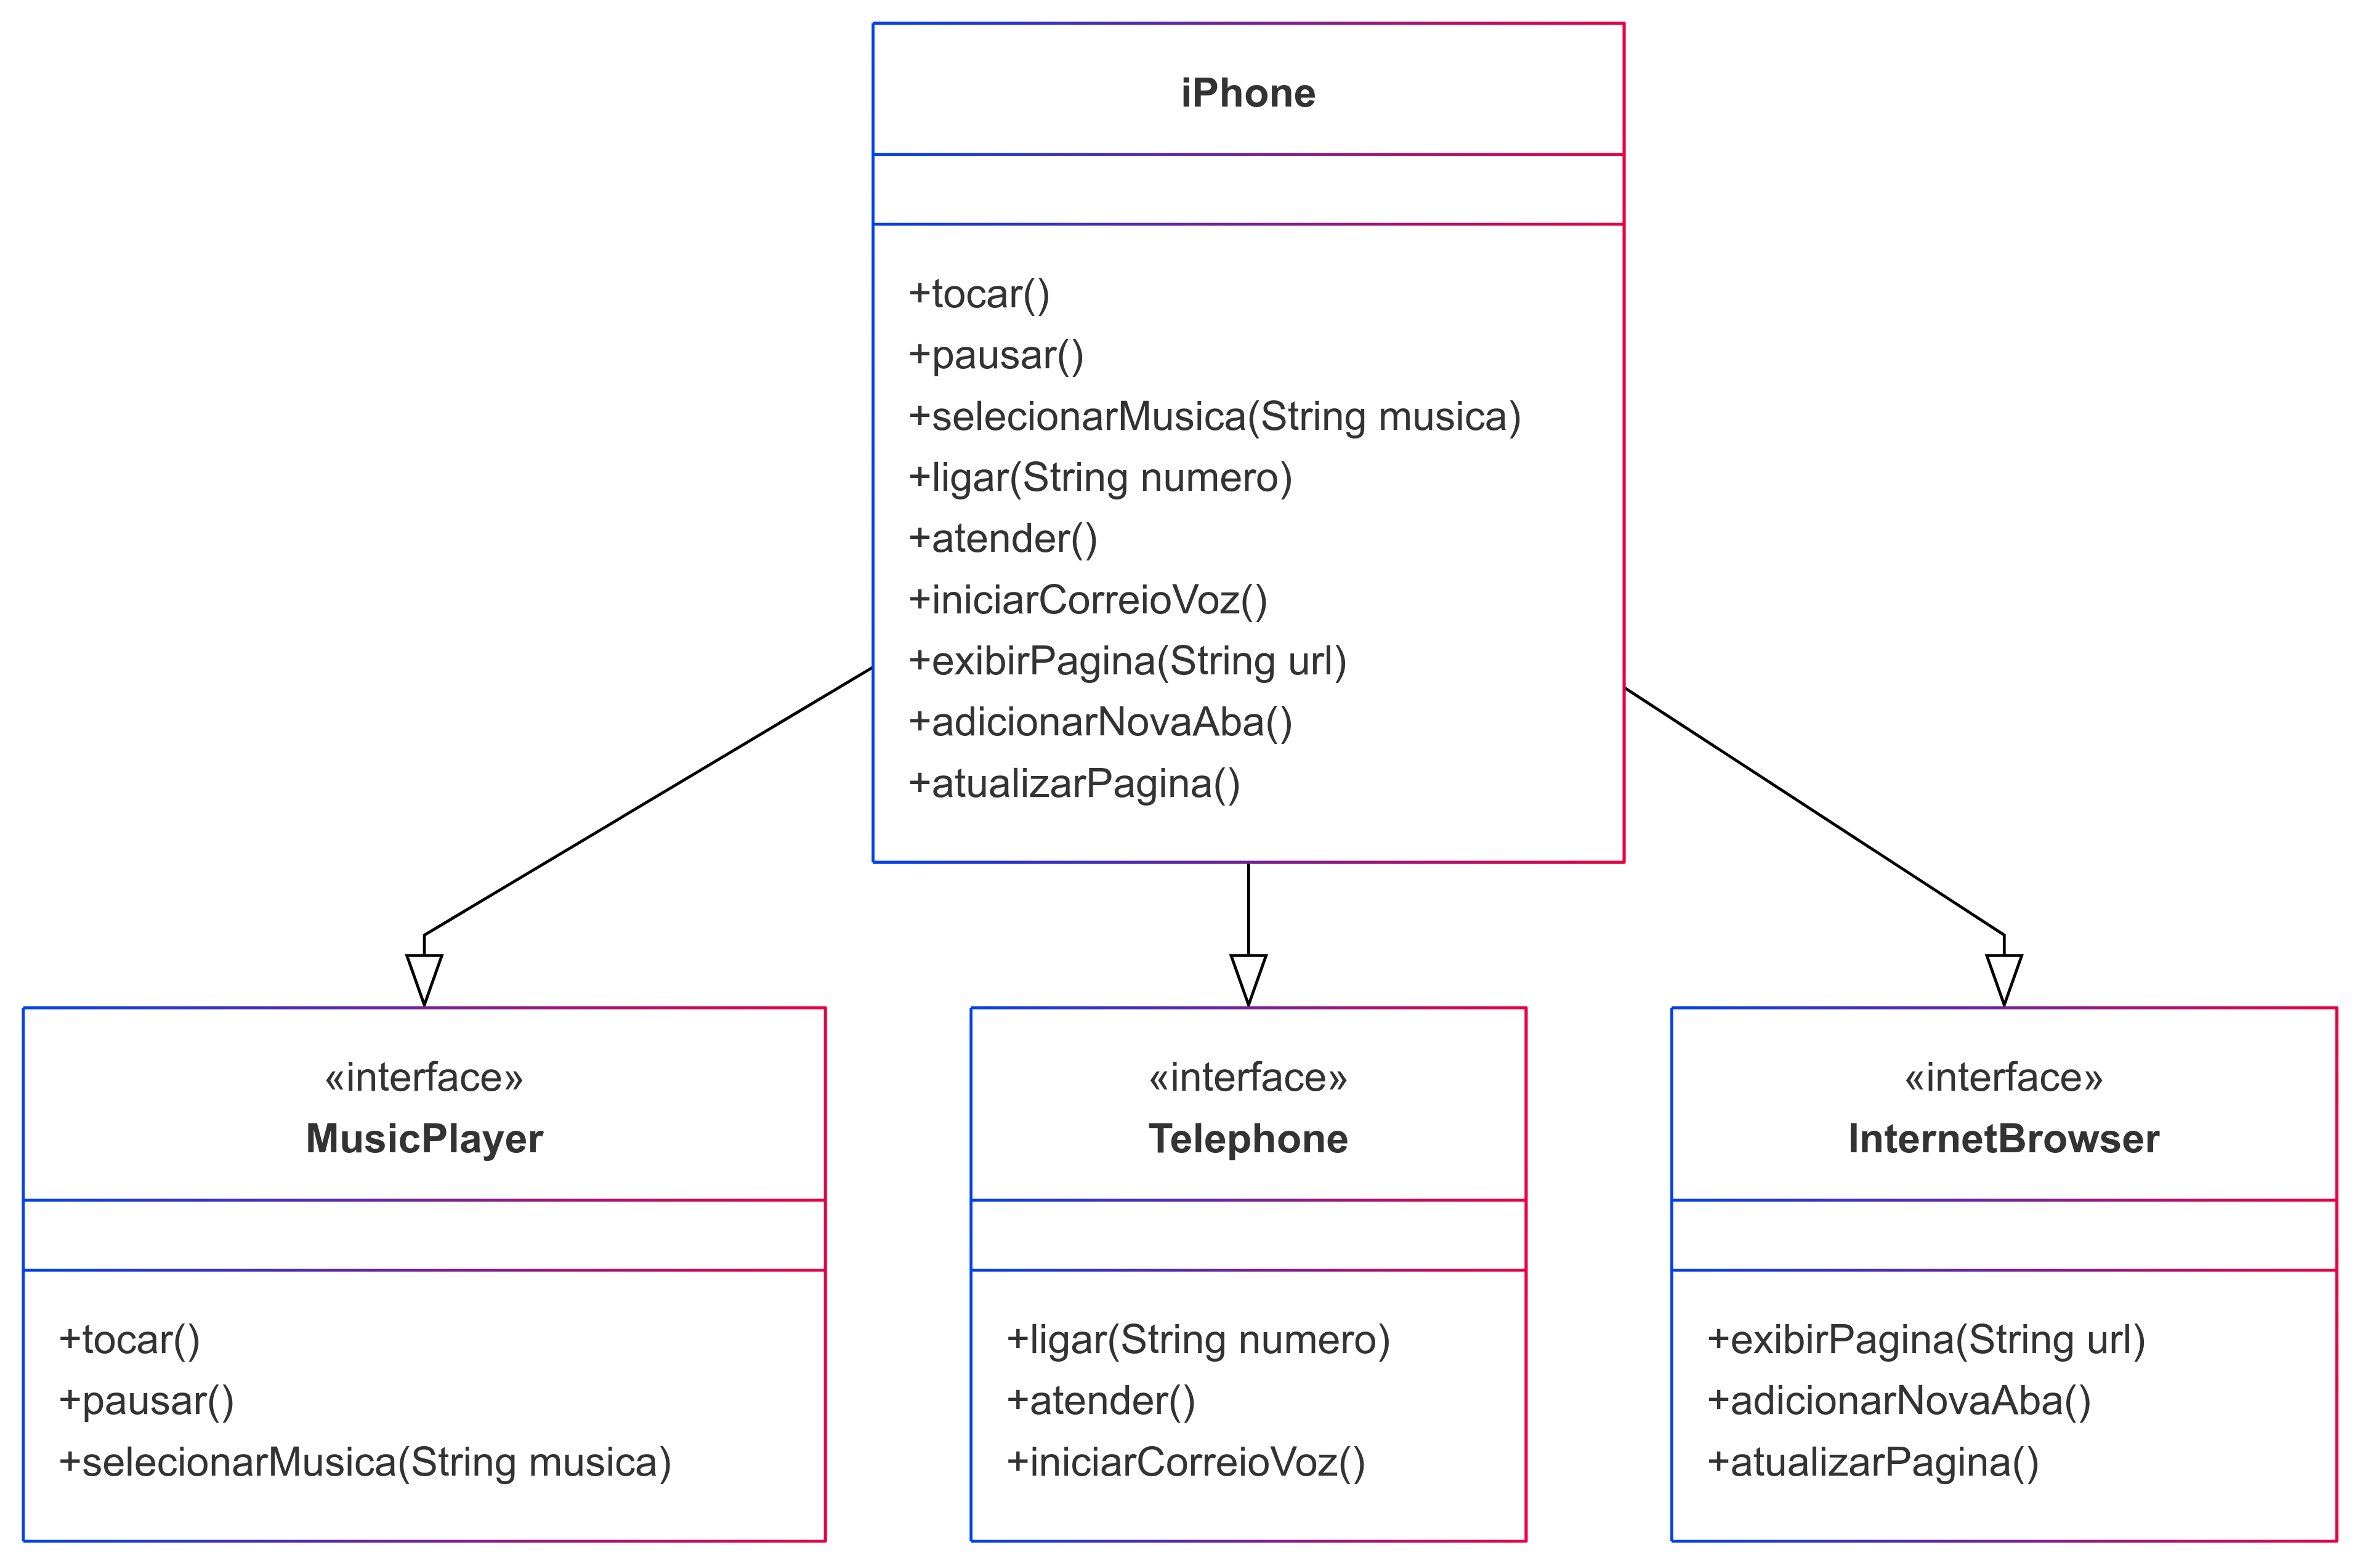 iPhone
+tocar()
+pausar()
+selecionarMusica(String musica)
+ligar(String numero)
+atender()
+iniciarCorreioVoz()
+exibirPagina(String url)
+adicionarNovaAba()
+atualizarPagina()
«interface»
MusicPlayer
+tocar()
+pausar()
+selecionarMusica(String musica)
«interface»
Telephone
+ligar(String numero)
+atender()
+iniciarCorreioVoz()
«interface»
InternetBrowser
+exibirPagina(String url)
+adicionarNovaAba()
+atualizarPagina()